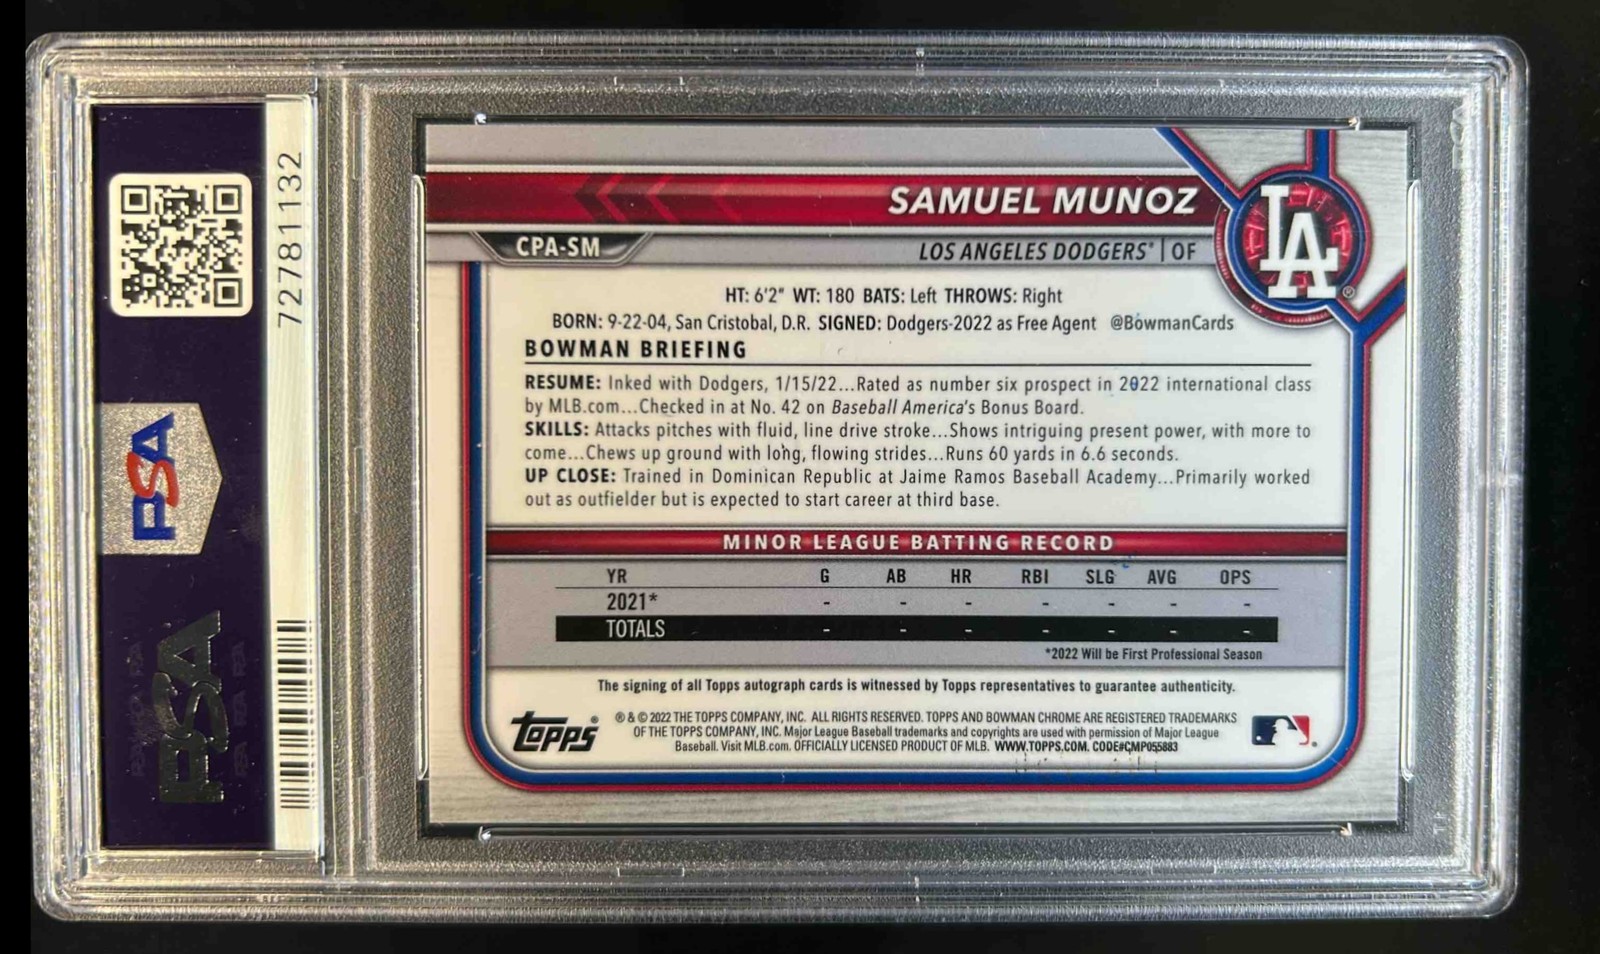 72781132
PSA
PSA
SAMUEL MUNOZ
CPA-SM
LOS ANGELES DODGERS® | OF
LA®
HT: 6'2" WT: 180 BATS: Left THROWS: Right
BORN: 9-22-04, San Cristobal, D.R. SIGNED: Dodgers-2022 as Free Agent @BowmanCards
BOWMAN BRIEFING
RESUME: Inked with Dodgers, 1/15/22...Rated as number six prospect in 2022 international class
by MLB.com...Checked in at No. 42 on Baseball America's Bonus Board.
SKILLS: Attacks pitches with fluid, line drive stroke...Shows intriguing present power, with more to
come...Chews up ground with long, flowing strides...Runs 60 yards in 6.6 seconds.
UP CLOSE: Trained in Dominican Republic at Jaime Ramos Baseball Academy...Primarily worked
out as outfielder but is expected to start career at third base.
MINOR LEAGUE BATTING RECORD
YR G AB HR RBI SLG AVG OPS
2021* - - - - - - -
TOTALS - - - - - - -
*2022 Will be First Professional Season
The signing of all Topps autograph cards is witnessed by Topps representatives to guarantee authenticity.
Topps®
® & © 2022 THE TOPPS COMPANY, INC. ALL RIGHTS RESERVED. TOPPS AND BOWMAN CHROME ARE REGISTERED TRADEMARKS
OF THE TOPPS COMPANY, INC. Major League Baseball trademarks and copyrights are used with permission of Major League
Baseball. Visit MLB.com. OFFICIALLY LICENSED PRODUCT OF MLB. WWW.TOPPS.COM. CODE#CMP055883